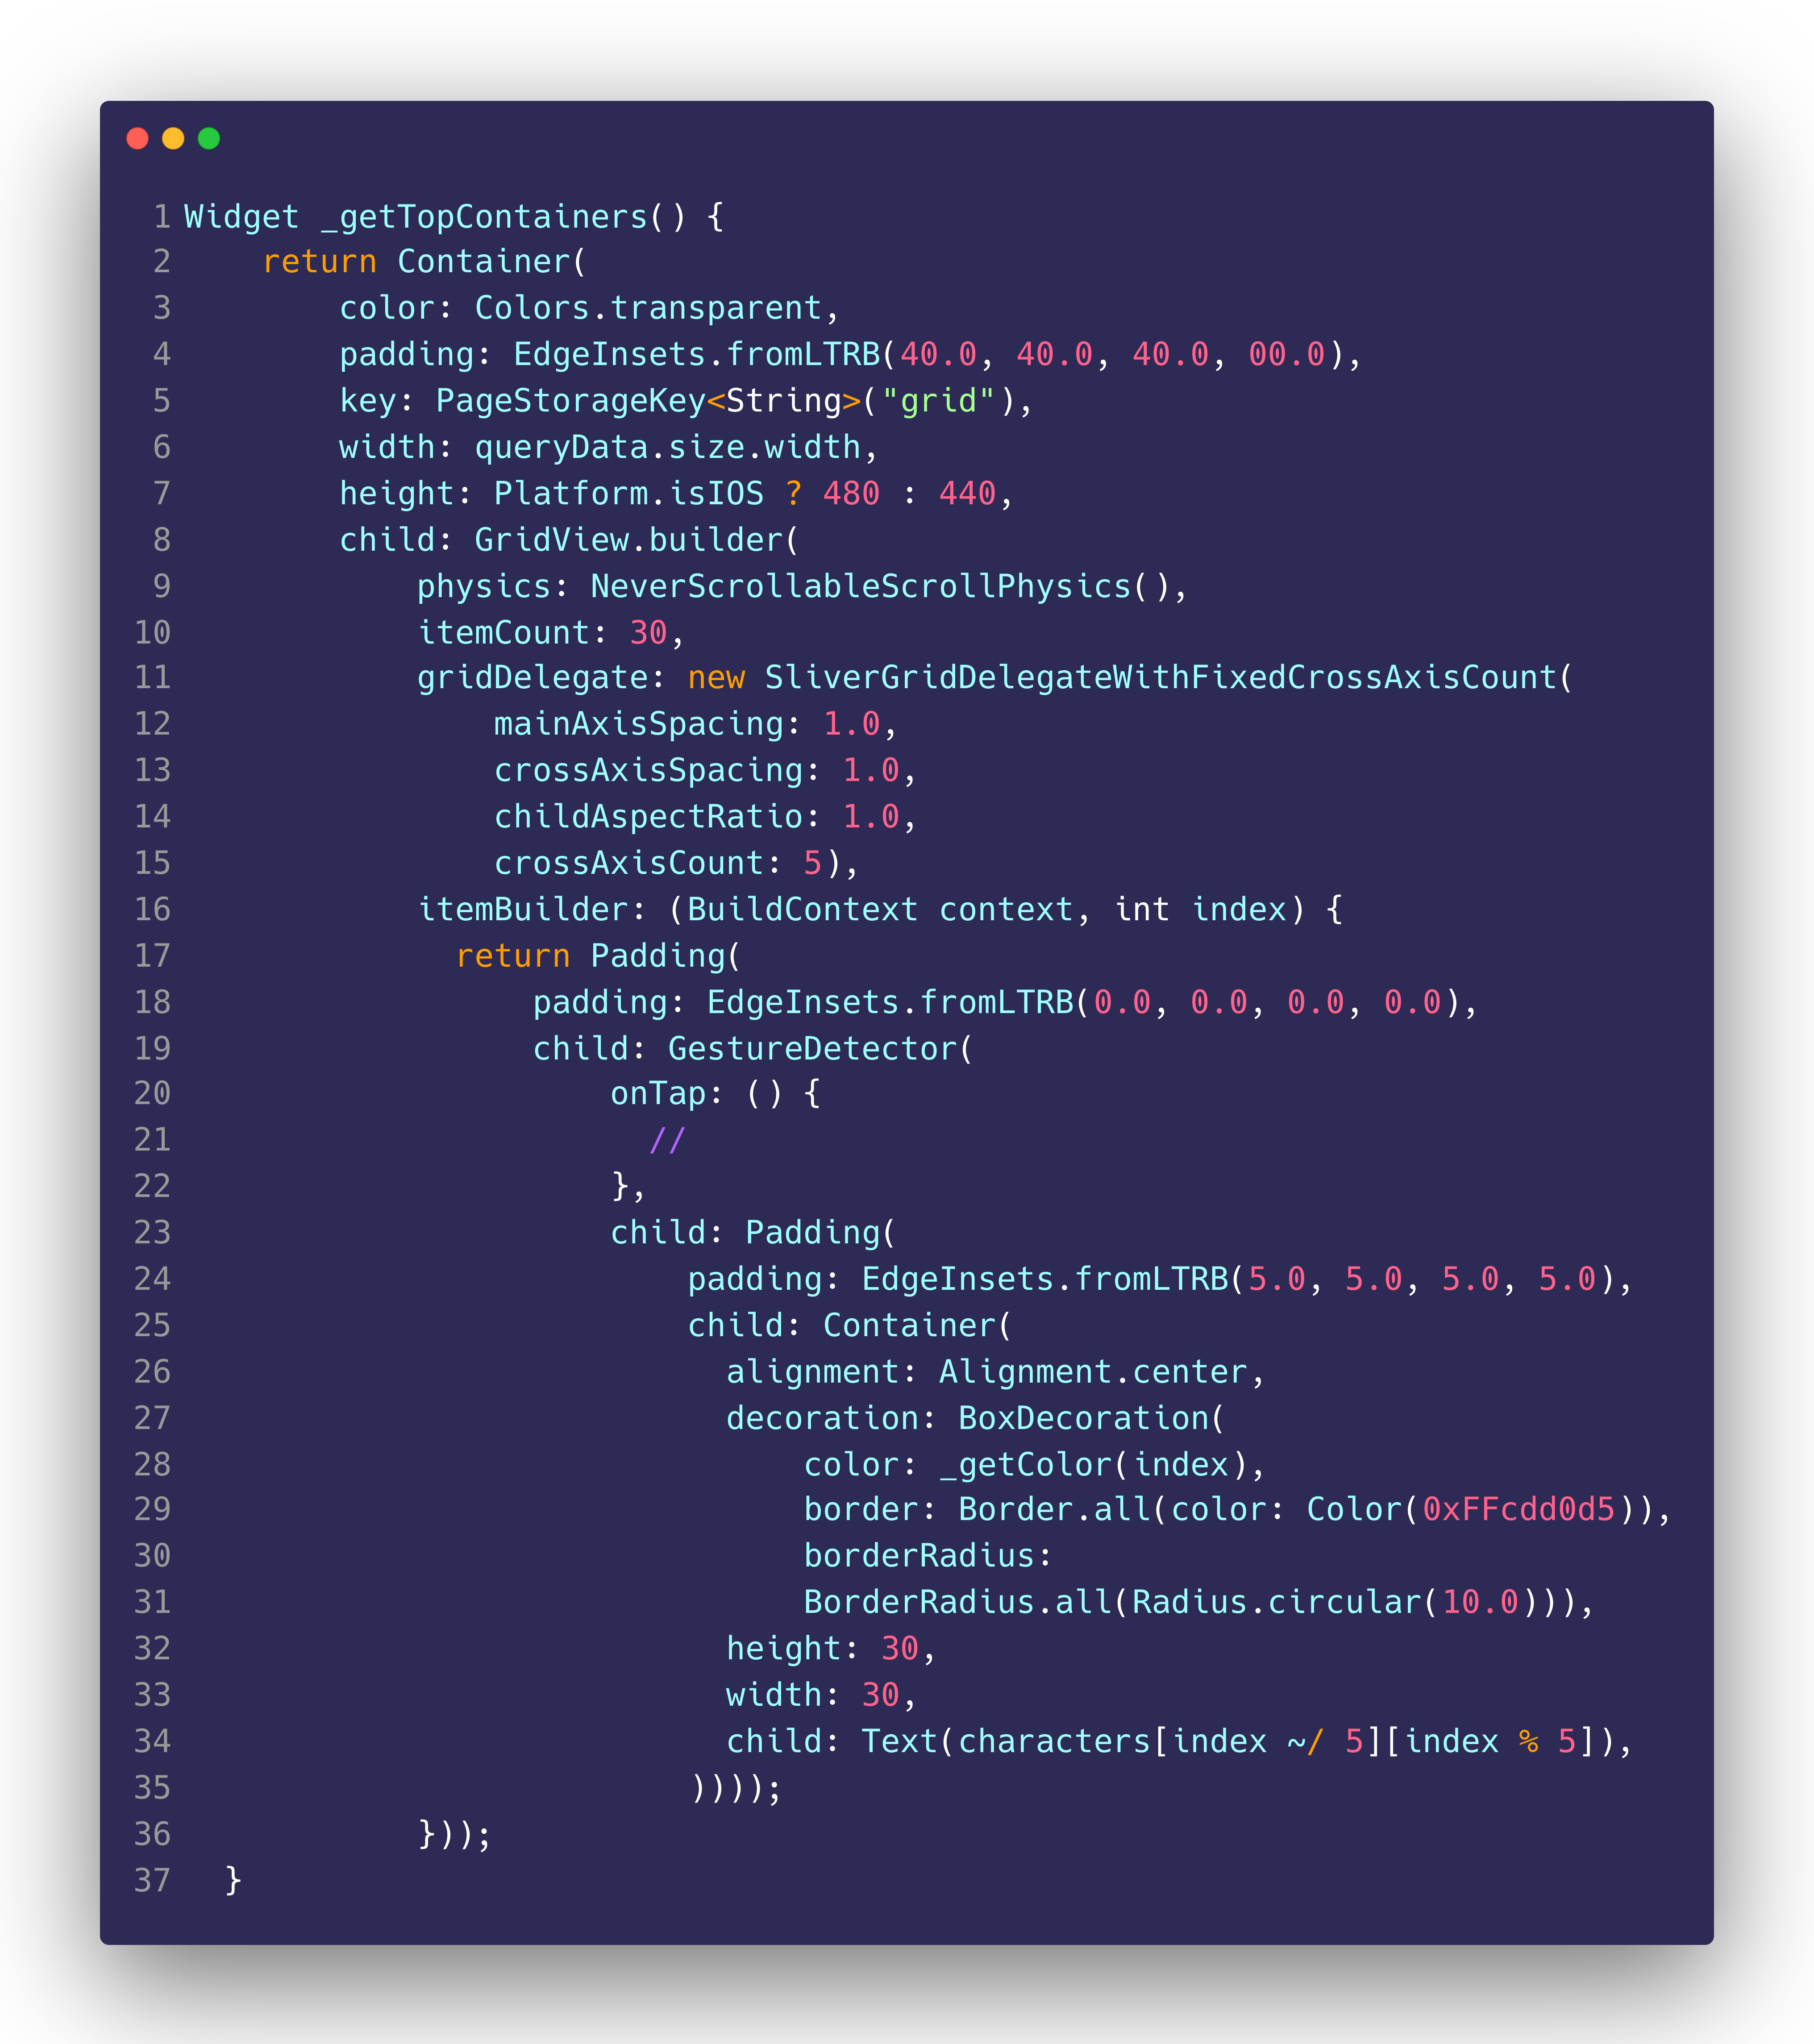 1 Widget _getTopContainers() {
2     return Container(
3         color: Colors.transparent,
4         padding: EdgeInsets.fromLTRB(40.0, 40.0, 40.0, 00.0),
5         key: PageStorageKey<String>("grid"),
6         width: queryData.size.width,
7         height: Platform.isIOS ? 480 : 440,
8         child: GridView.builder(
9             physics: NeverScrollableScrollPhysics(),
10             itemCount: 30,
11             gridDelegate: new SliverGridDelegateWithFixedCrossAxisCount(
12                 mainAxisSpacing: 1.0,
13                 crossAxisSpacing: 1.0,
14                 childAspectRatio: 1.0,
15                 crossAxisCount: 5),
16             itemBuilder: (BuildContext context, int index) {
17               return Padding(
18                   padding: EdgeInsets.fromLTRB(0.0, 0.0, 0.0, 0.0),
19                   child: GestureDetector(
20                       onTap: () {
21                         //
22                       },
23                       child: Padding(
24                           padding: EdgeInsets.fromLTRB(5.0, 5.0, 5.0, 5.0),
25                           child: Container(
26                             alignment: Alignment.center,
27                             decoration: BoxDecoration(
28                                 color: _getColor(index),
29                                 border: Border.all(color: Color(0xFFcdd0d5)),
30                                 borderRadius:
31                                 BorderRadius.all(Radius.circular(10.0))),
32                             height: 30,
33                             width: 30,
34                             child: Text(characters[index ~/ 5][index % 5]),
35                           ))));
36             }));
37   }